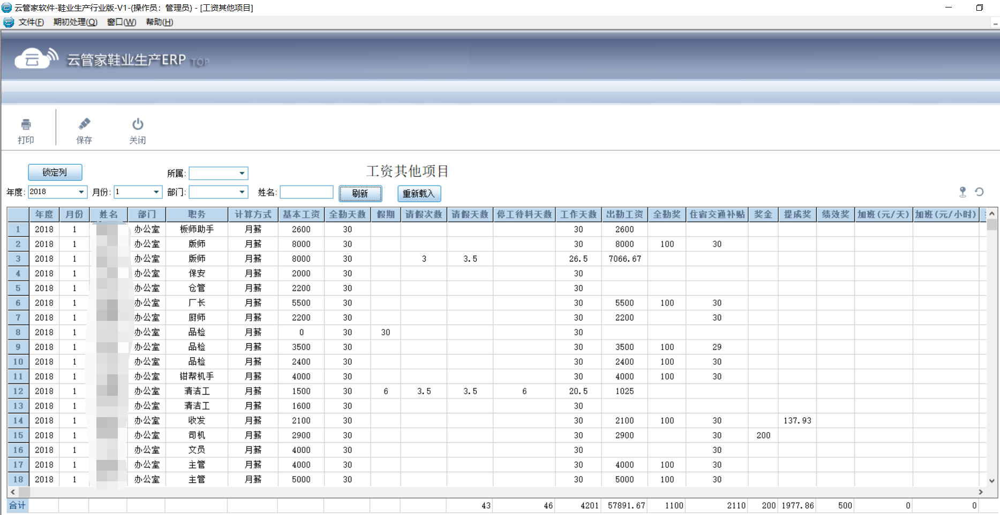 云管家软件-鞋业生产行业版-V1-(操作员：管理员) - [工资其他项目]
文件(F) 期初处理(Q) 窗口(W) 帮助(H)
云管家鞋业生产ERP TOP
打印 保存 关闭
锁定列 所属: 工资其他项目
年度: 2018 月份: 1 部门: 姓名: 刷新 重新载入
年度 月份 姓名 部门 职务 计算方式 基本工资 全勤天数 假期 请假次数 请假天数 停工待料天数 工作天数 出勤工资 全勤奖 住宿交通补贴 奖金 提成奖 绩效奖 加班(元/天) 加班(元/小时)
1 2018 1 办公室 板师助手 月薪 2600 30 30 2600
2 2018 1 办公室 版师 月薪 8000 30 30 8000 100 30
3 2018 1 办公室 版师 月薪 8000 30 3 3.5 26.5 7066.67
4 2018 1 办公室 保安 月薪 2000 30 30
5 2018 1 办公室 仓管 月薪 2200 30 30
6 2018 1 办公室 厂长 月薪 5500 30 30 5500 100 30
7 2018 1 办公室 厨师 月薪 2200 30 30 2200 30
8 2018 1 办公室 品检 月薪 0 30 30 30
9 2018 1 办公室 品检 月薪 3500 30 30 3500 100 29
10 2018 1 办公室 品检 月薪 2400 30 30 2400 100 30
11 2018 1 办公室 钳帮机手 月薪 4000 30 30 4000 100 30
12 2018 1 办公室 清洁工 月薪 1500 30 6 3.5 3.5 6 20.5 1025
13 2018 1 办公室 清洁工 月薪 1600 30 30
14 2018 1 办公室 收发 月薪 2100 30 30 2100 100 30 137.93
15 2018 1 办公室 司机 月薪 2900 30 30 2900 30 200
16 2018 1 办公室 文员 月薪 4000 30 30 30
17 2018 1 办公室 主管 月薪 4000 30 30 4000 100 30
18 2018 1 办公室 主管 月薪 5000 30 30 5000 100 30
合计 43 46 4201 57891.67 1100 2110 200 1977.86 500 0 0